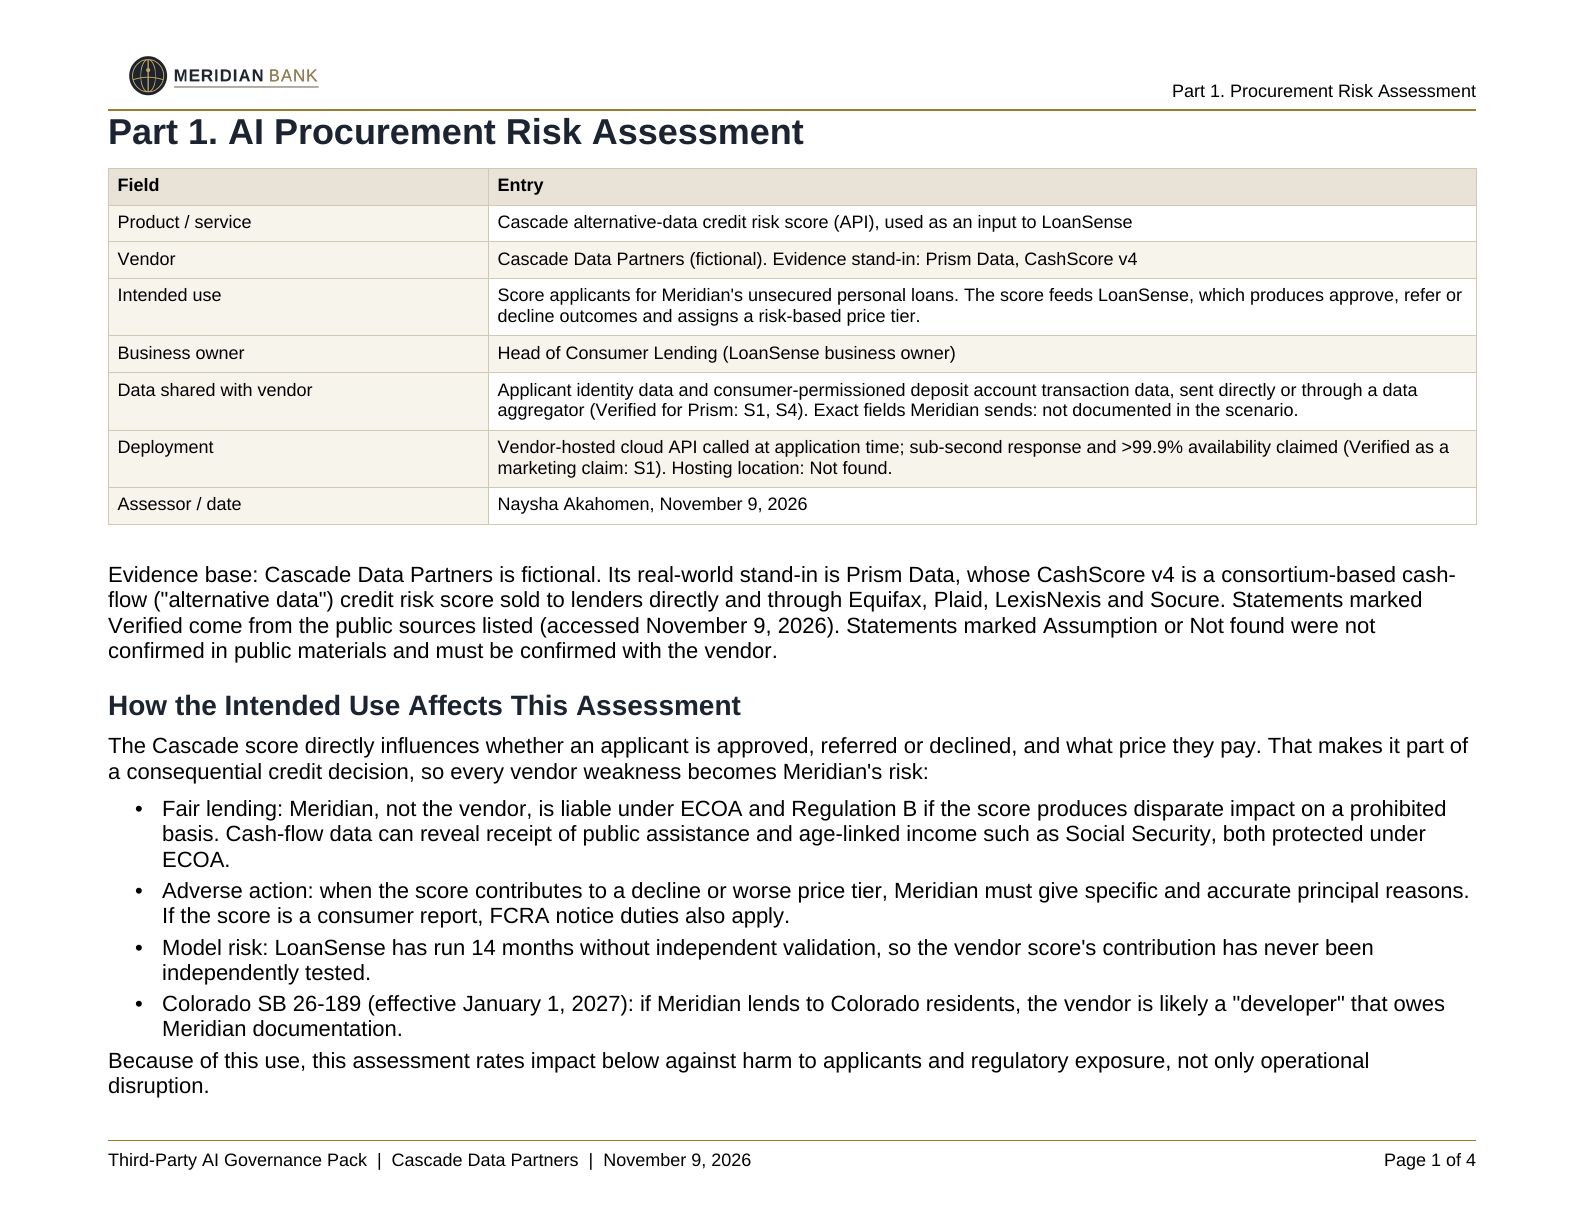 MERIDIAN BANK
Part 1. Procurement Risk Assessment
Part 1. AI Procurement Risk Assessment
Field Entry
Product / service Cascade alternative-data credit risk score (API), used as an input to LoanSense
Vendor Cascade Data Partners (fictional). Evidence stand-in: Prism Data, CashScore v4
Intended use Score applicants for Meridian's unsecured personal loans. The score feeds LoanSense, which produces approve, refer or
decline outcomes and assigns a risk-based price tier.
Business owner Head of Consumer Lending (LoanSense business owner)
Data shared with vendor Applicant identity data and consumer-permissioned deposit account transaction data, sent directly or through a data
aggregator (Verified for Prism: S1, S4). Exact fields Meridian sends: not documented in the scenario.
Deployment Vendor-hosted cloud API called at application time; sub-second response and >99.9% availability claimed (Verified as a
marketing claim: S1). Hosting location: Not found.
Assessor / date Naysha Akahomen, November 9, 2026
Evidence base: Cascade Data Partners is fictional. Its real-world stand-in is Prism Data, whose CashScore v4 is a consortium-based cash-
flow ("alternative data") credit risk score sold to lenders directly and through Equifax, Plaid, LexisNexis and Socure. Statements marked
Verified come from the public sources listed (accessed November 9, 2026). Statements marked Assumption or Not found were not
confirmed in public materials and must be confirmed with the vendor.
How the Intended Use Affects This Assessment
The Cascade score directly influences whether an applicant is approved, referred or declined, and what price they pay. That makes it part of
a consequential credit decision, so every vendor weakness becomes Meridian's risk:
• Fair lending: Meridian, not the vendor, is liable under ECOA and Regulation B if the score produces disparate impact on a prohibited
basis. Cash-flow data can reveal receipt of public assistance and age-linked income such as Social Security, both protected under
ECOA.
• Adverse action: when the score contributes to a decline or worse price tier, Meridian must give specific and accurate principal reasons.
If the score is a consumer report, FCRA notice duties also apply.
• Model risk: LoanSense has run 14 months without independent validation, so the vendor score's contribution has never been
independently tested.
• Colorado SB 26-189 (effective January 1, 2027): if Meridian lends to Colorado residents, the vendor is likely a "developer" that owes
Meridian documentation.
Because of this use, this assessment rates impact below against harm to applicants and regulatory exposure, not only operational
disruption.
Third-Party AI Governance Pack | Cascade Data Partners | November 9, 2026
Page 1 of 4